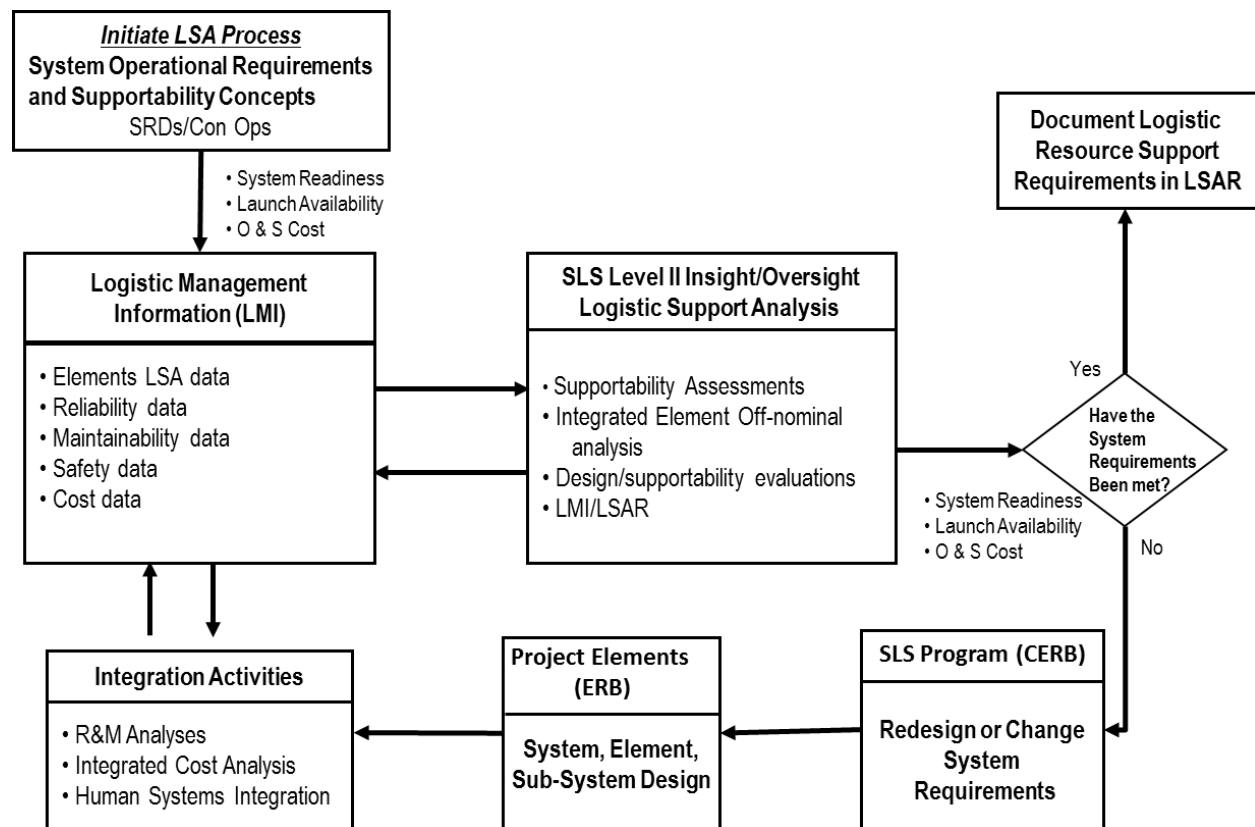 Initiate LSA Process
System Operational Requirements
and Supportability Concepts
SRDs/Con Ops
• System Readiness
• Launch Availability
• O & S Cost
Document Logistic
Resource Support
Requirements in LSAR
Logistic Management
Information (LMI)
• Elements LSA data
• Reliability data
• Maintainability data
• Safety data
• Cost data
SLS Level II Insight/Oversight
Logistic Support Analysis
• Supportability Assessments
• Integrated Element Off-nominal
analysis
• Design/supportability evaluations
• LMI/LSAR
Yes
Have the
System
Requirements
Been met?
• System Readiness
• Launch Availability
• O & S Cost
No
Integration Activities
• R&M Analyses
• Integrated Cost Analysis
• Human Systems Integration
Project Elements
(ERB)
System, Element,
Sub-System Design
SLS Program (CERB)
Redesign or Change
System
Requirements